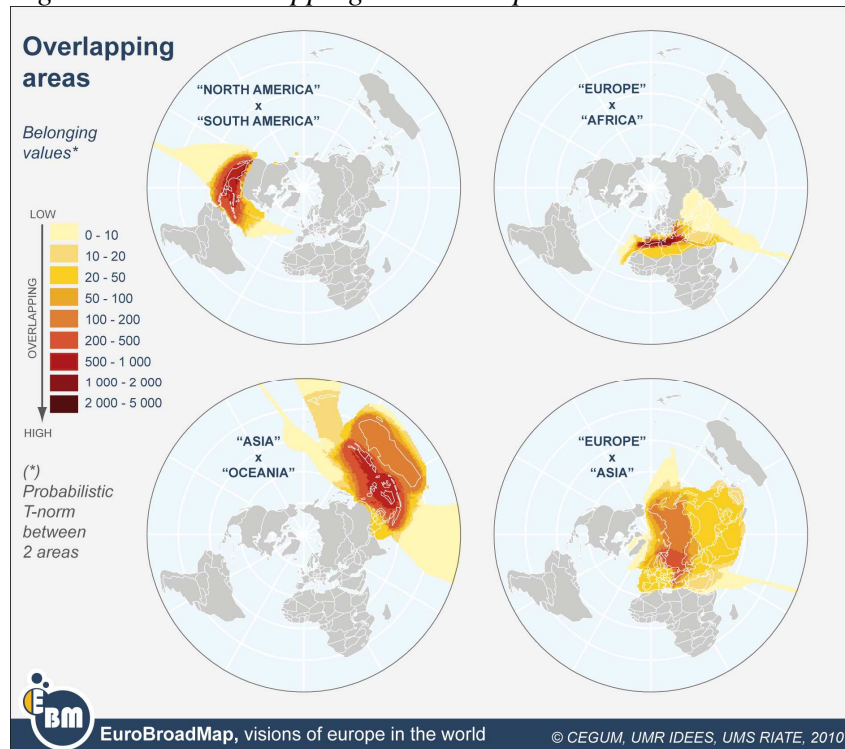 Overlapping
areas
Belonging
values*
LOW
OVERLAPPING
HIGH
0 - 10
10 - 20
20 - 50
50 - 100
100 - 200
200 - 500
500 - 1 000
1 000 - 2 000
2 000 - 5 000
(*)
Probabilistic
T-norm
between
2 areas
“NORTH AMERICA”
x
“SOUTH AMERICA”
“EUROPE”
x
“AFRICA”
“ASIA”
x
“OCEANIA”
“EUROPE”
x
“ASIA”
EBM
EuroBroadMap, visions of europe in the world
© CEGUM, UMR IDEES, UMS RIATE, 2010